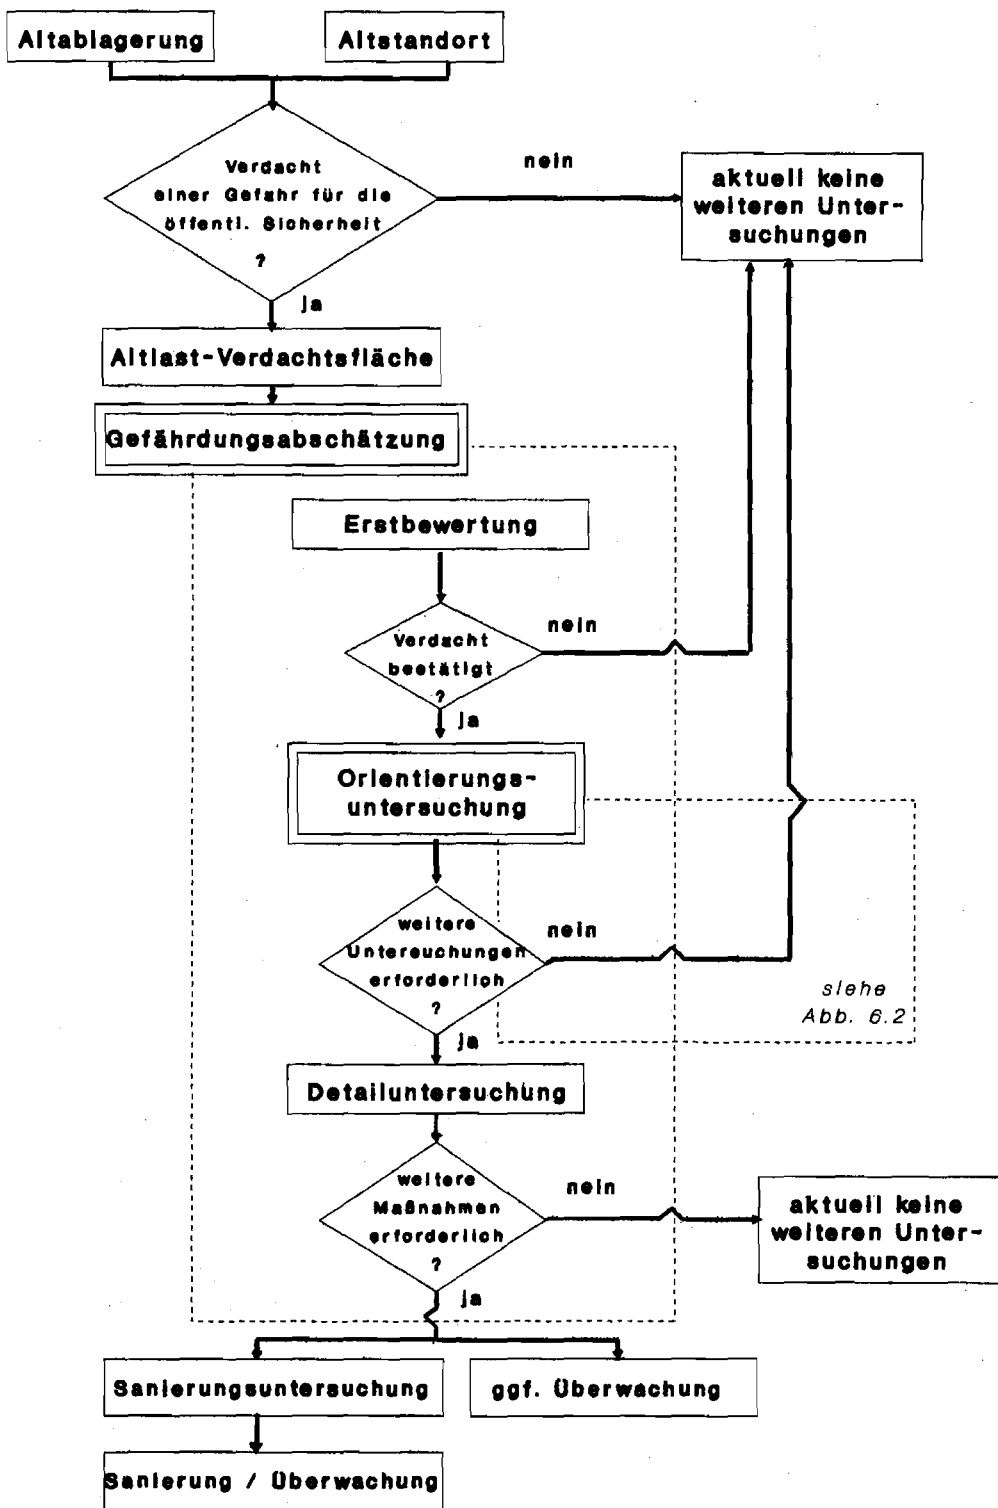 Altablagerung
Altstandort
Verdacht
einer Gefahr für die
öffentl. Sicherheit
?
nein
aktuell keine
weiteren Unter-
suchungen
ja
Altlast-Verdachtsfläche
Gefährdungsabschätzung
Erstbewertung
Verdacht
bestätigt
?
nein
ja
Orientierungs-
untersuchung
weitere
Untersuchungen
erforderlich
?
nein
siehe
Abb. 6.2
ja
Detailuntersuchung
weitere
Maßnahmen
erforderlich
?
nein
aktuell keine
weiteren Unter-
suchungen
ja
Sanierungsuntersuchung
ggf. Überwachung
Sanierung / Überwachung